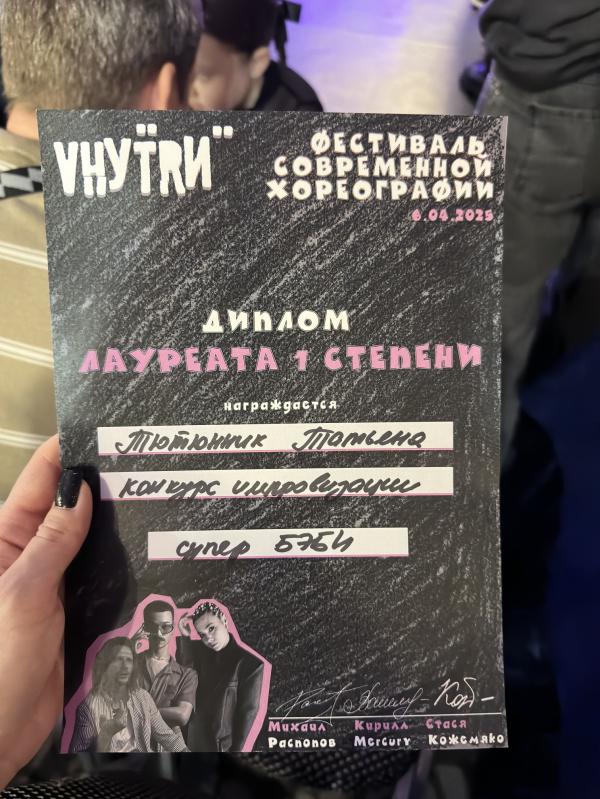 VHYTRИ
ФЕСТИВАЛЬ
СОВРЕМЕННОЙ
ХОРЕОГРАФИИ
6.04.2025
ДИПЛОМ
ЛАУРЕАТА 1 СТЕПЕНИ
награждается
Тютюнник Татьяна
конкурс импровизации
супер БЭБИ
Михаил Кирилл Стася
Распопов Mercury Кожемяко